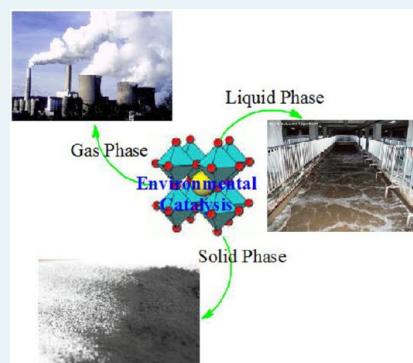 Liquid Phase
Gas Phase
Environmental
Catalysis
Solid Phase